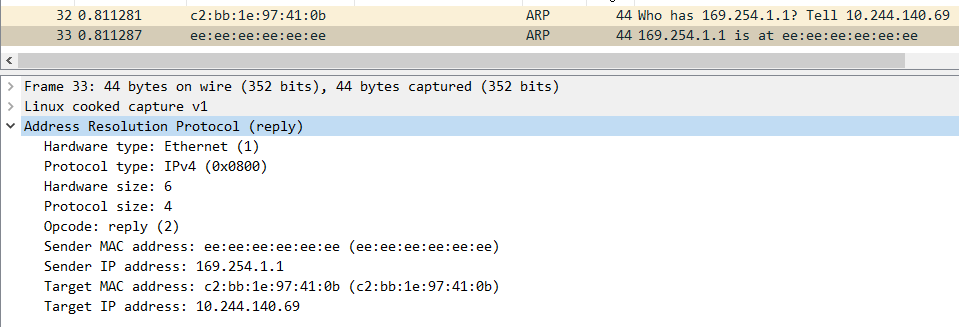 32 0.811281 c2:bb:1e:97:41:0b ARP 44 Who has 169.254.1.1? Tell 10.244.140.69
33 0.811287 ee:ee:ee:ee:ee:ee ARP 44 169.254.1.1 is at ee:ee:ee:ee:ee:ee
Frame 33: 44 bytes on wire (352 bits), 44 bytes captured (352 bits)
Linux cooked capture v1
Address Resolution Protocol (reply)
Hardware type: Ethernet (1)
Protocol type: IPv4 (0x0800)
Hardware size: 6
Protocol size: 4
Opcode: reply (2)
Sender MAC address: ee:ee:ee:ee:ee:ee (ee:ee:ee:ee:ee:ee)
Sender IP address: 169.254.1.1
Target MAC address: c2:bb:1e:97:41:0b (c2:bb:1e:97:41:0b)
Target IP address: 10.244.140.69